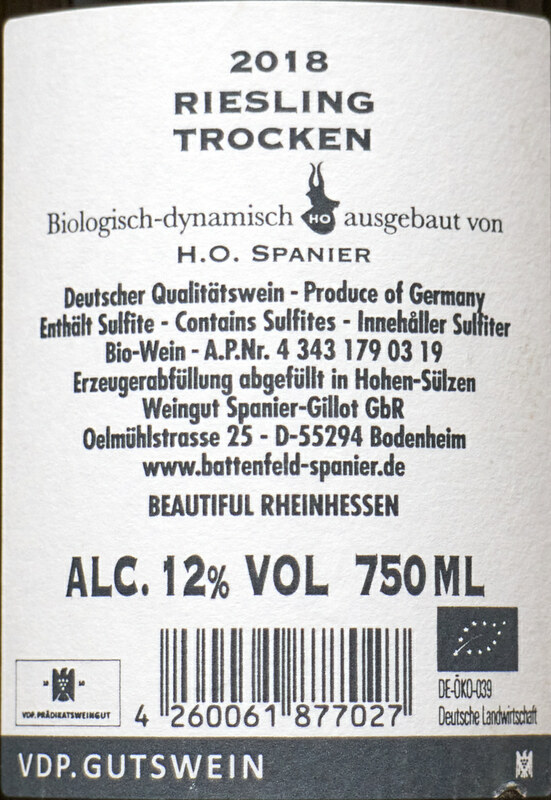 2018
RIESLING
TROCKEN
Biologisch-dynamisch HO ausgebaut von
H.O. SPANIER
Deutscher Qualitätswein - Produce of Germany
Enthält Sulfite - Contains Sulfites - Innehåller Sulfiter
Bio-Wein - A.P.Nr. 4 343 179 03 19
Erzeugerabfüllung abgefüllt in Hohen-Sülzen
Weingut Spanier-Gillot GbR
Oelmühlstrasse 25 - D-55294 Bodenheim
www.battenfeld-spanier.de
BEAUTIFUL RHEINHESSEN
ALC. 12% VOL 750 ML
VDP.PRÄDIKATSWEINGUT
4 260061 877027
DE-ÖKO-039
Deutsche Landwirtschaft
VDP.GUTSWEIN